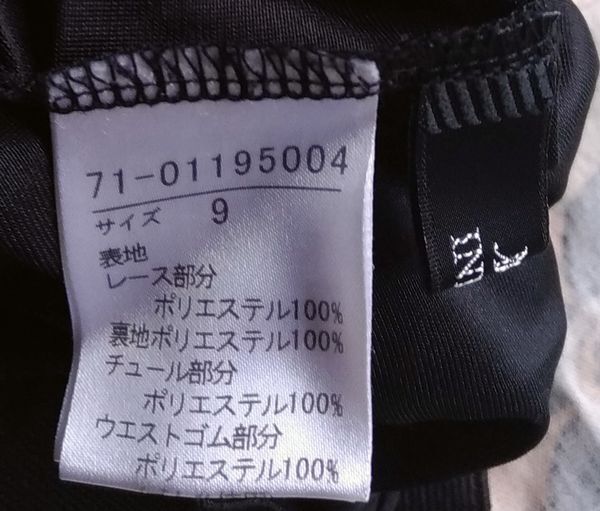 71-01195004
サイズ 9
表地
レース部分
ポリエステル100%
裏地ポリエステル100%
チュール部分
ポリエステル100%
ウエストゴム部分
ポリエステル100%